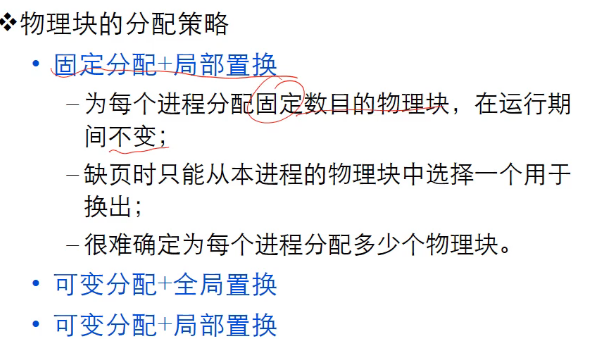 ❖物理块的分配策略
• 固定分配+局部置换
–为每个进程分配固定数目的物理块，在运行期
间不变；
–缺页时只能从本进程的物理块中选择一个用于
换出；
–很难确定为每个进程分配多少个物理块。
• 可变分配+全局置换
• 可变分配+局部置换